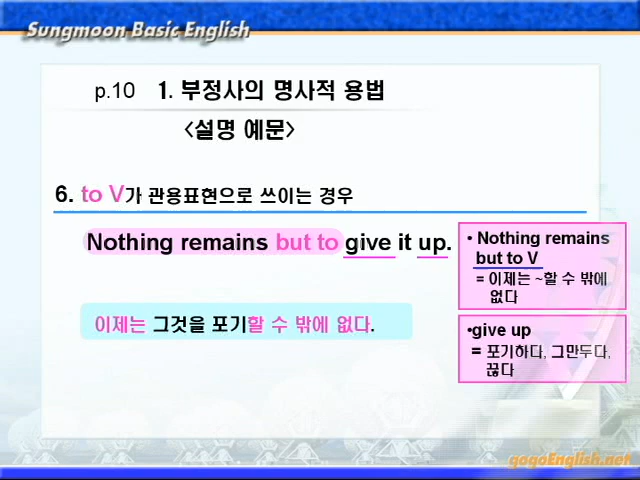 Sungmoon Basic English
p.10 1. 부정사의 명사적 용법
<설명 예문>
6. to V가 관용표현으로 쓰이는 경우
Nothing remains but to give it up.
• Nothing remains
but to V
= 이제는 ~할 수 밖에
없다
이제는 그것을 포기할 수 밖에 없다.
•give up
= 포기하다, 그만두다,
끊다
gogoEnglish.net